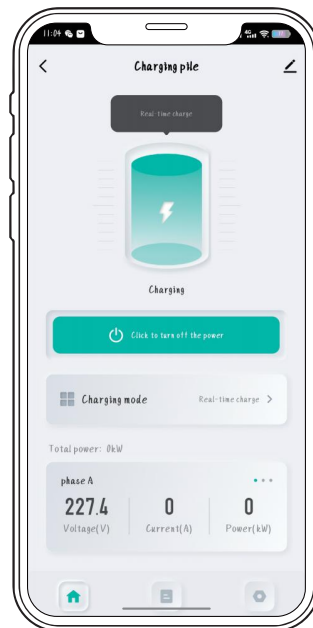 11:04
4G
Charging pile
Real-time charge
Charging
Click to turn off the power
Charging mode Real-time charge >
Total power: 0kW
phase A
227.4 0 0
Voltage(V) Current(A) Power(kW)